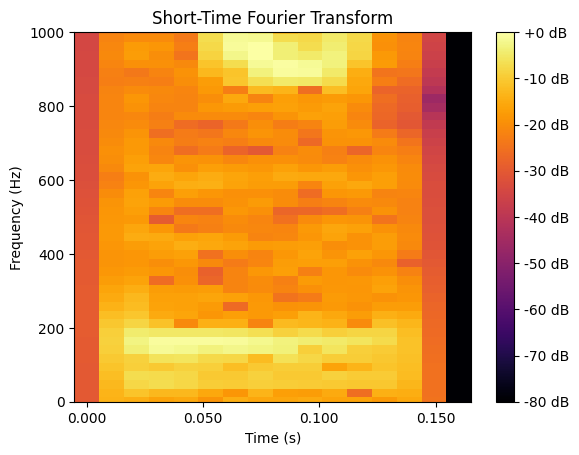 Short-Time Fourier Transform
Frequency (Hz)
1000
800
600
400
200
0
0.000
0.050
0.100
0.150
Time (s)
+0 dB
-10 dB
-20 dB
-30 dB
-40 dB
-50 dB
-60 dB
-70 dB
-80 dB